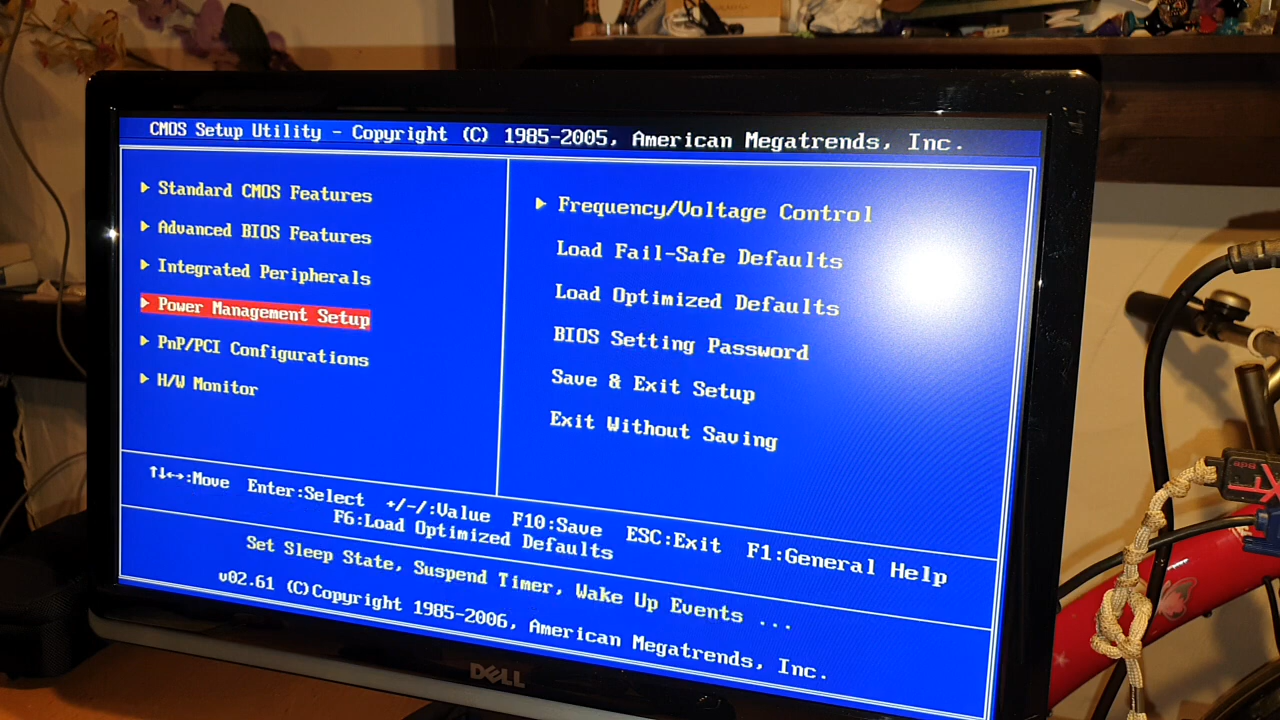 CMOS Setup Utility - Copyright (C) 1985-2005, American Megatrends, Inc.
▶ Standard CMOS Features
▶ Advanced BIOS Features
▶ Integrated Peripherals
▶ Power Management Setup
▶ PnP/PCI Configurations
▶ H/W Monitor
▶ Frequency/Voltage Control
Load Fail-Safe Defaults
Load Optimized Defaults
BIOS Setting Password
Save & Exit Setup
Exit Without Saving
↑↓←→:Move Enter:Select +/-/:Value F10:Save ESC:Exit F1:General Help
F6:Load Optimized Defaults
Set Sleep State, Suspend Timer, Wake Up Events ...
v02.61 (C)Copyright 1985-2006, American Megatrends, Inc.
DELL